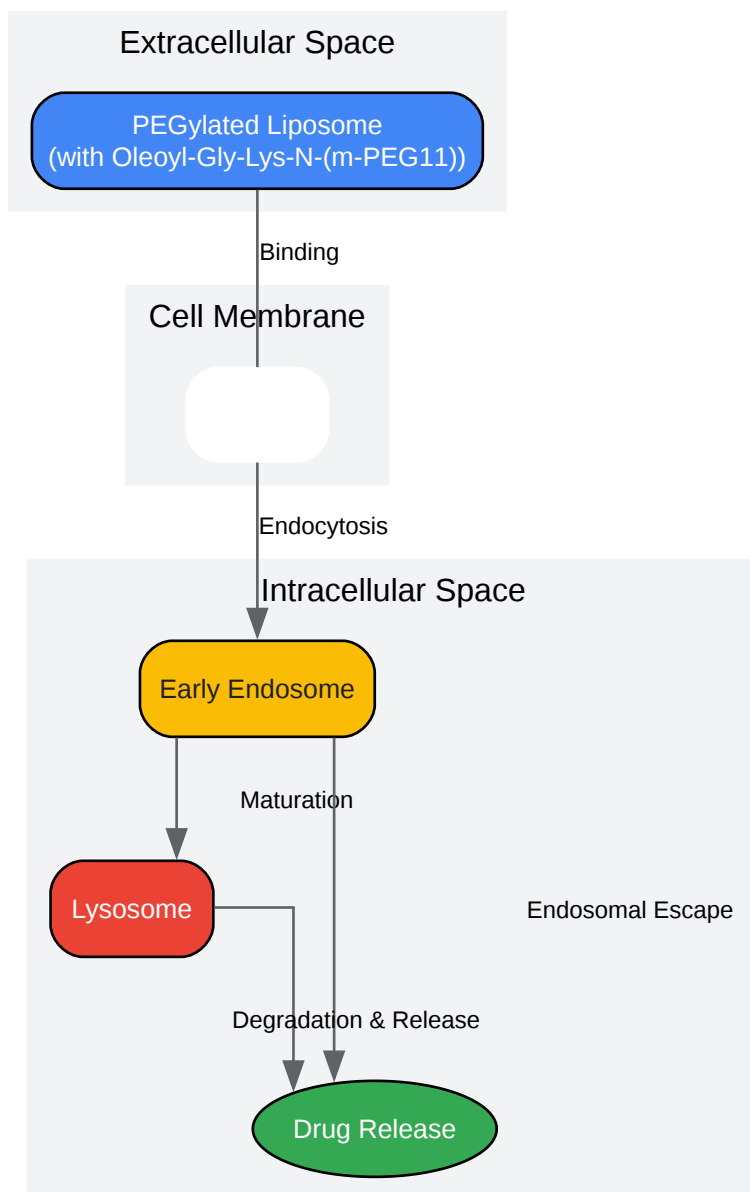 Extracellular Space
PEGylated Liposome
(with Oleoyl-Gly-Lys-N-(m-PEG11))
Binding
Cell Membrane
Endocytosis
Intracellular Space
Early Endosome
Maturation
Lysosome
Endosomal Escape
Degradation & Release
Drug Release